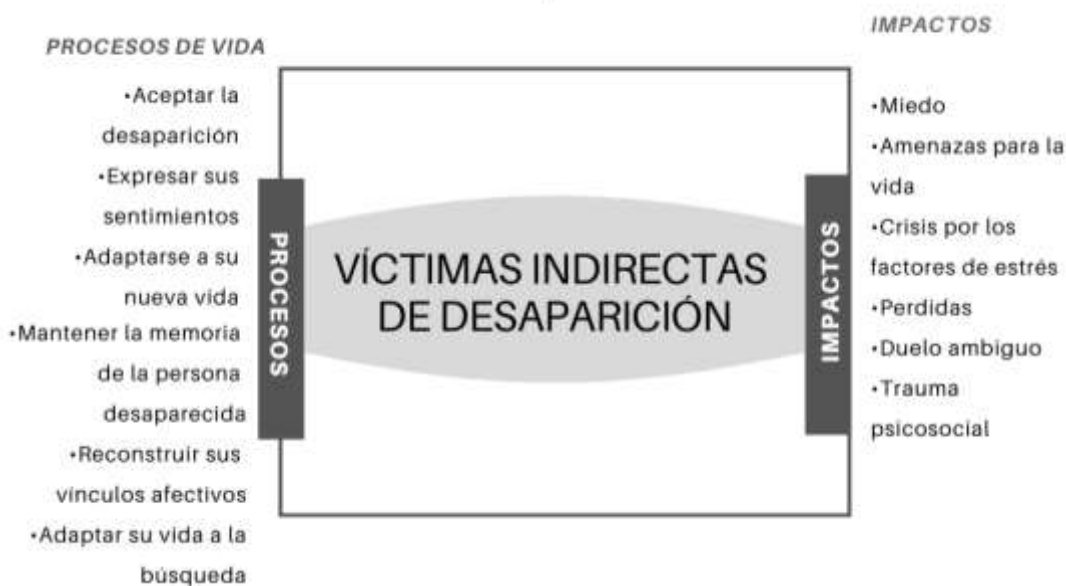 PROCESOS DE VIDA
•Aceptar la
desaparición
•Expresar sus
sentimientos
•Adaptarse a su
nueva vida
•Mantener la memoria
de la persona
desaparecida
•Reconstruir sus
vínculos afectivos
•Adaptar su vida a la
búsqueda
PROCESOS
VÍCTIMAS INDIRECTAS
DE DESAPARICIÓN
IMPACTOS
IMPACTOS
•Miedo
•Amenazas para la
vida
•Crisis por los
factores de estrés
•Perdidas
•Duelo ambiguo
•Trauma
psicosocial